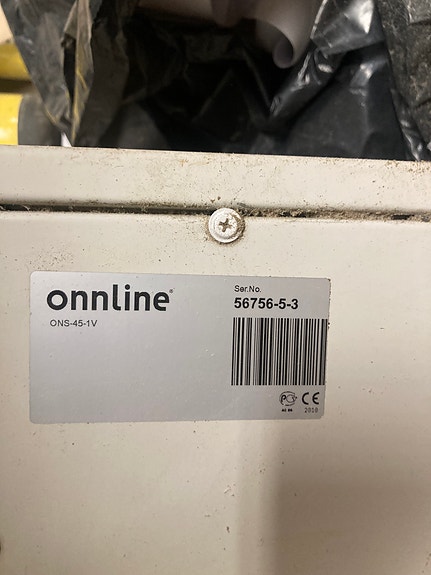 onnline®
ONS-45-1V
Ser.No.
56756-5-3
CE
2010